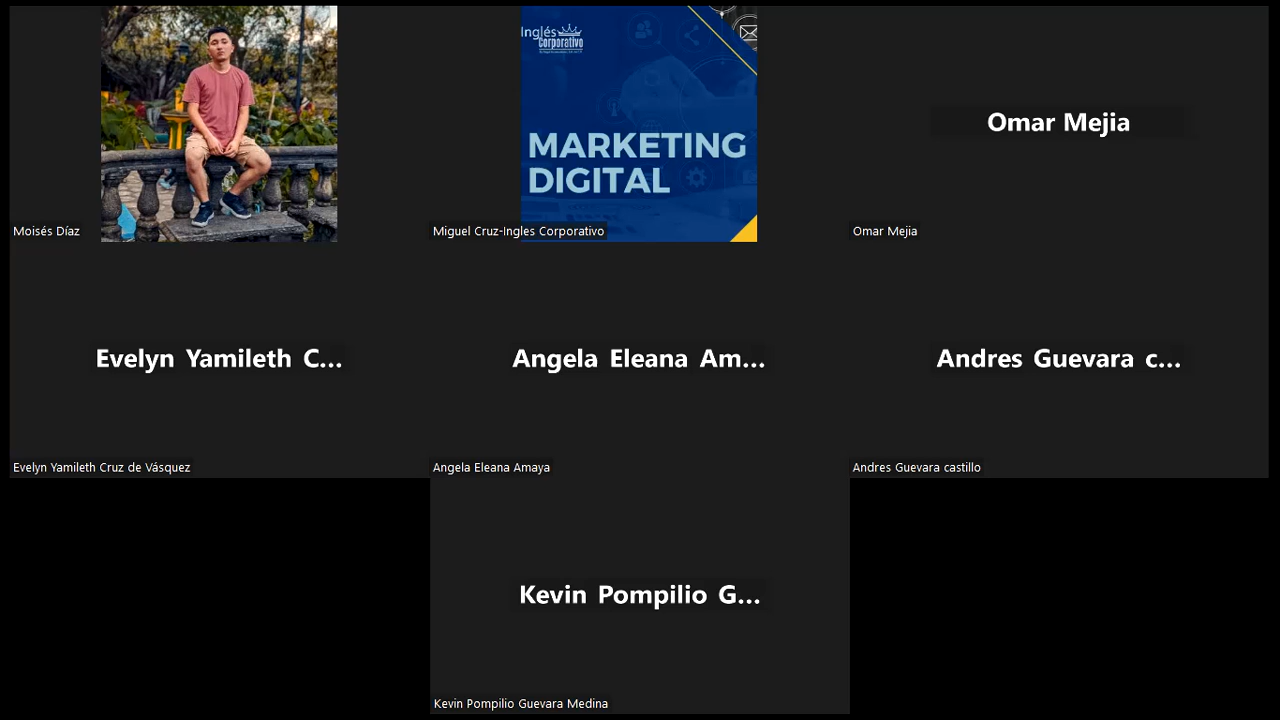 Inglés
Corporativo
MARKETING
DIGITAL
Omar Mejia
Moisés Díaz
Miguel Cruz-Ingles Corporativo
Omar Mejia
Evelyn Yamileth C...
Angela Eleana Am...
Andres Guevara c...
Evelyn Yamileth Cruz de Vásquez
Angela Eleana Amaya
Andres Guevara castillo
Kevin Pompilio G...
Kevin Pompilio Guevara Medina